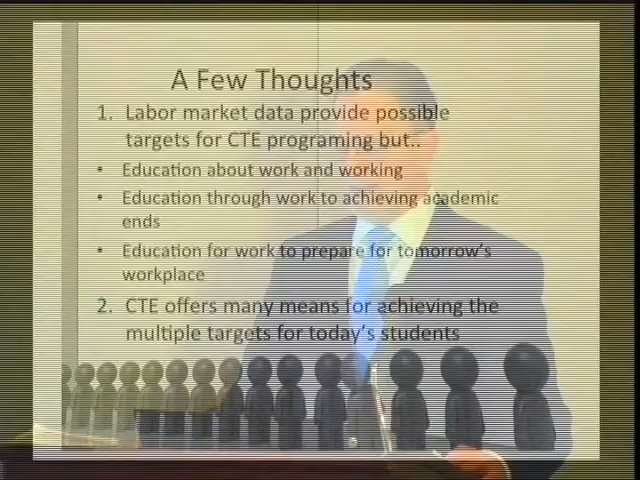 A Few Thoughts
1. Labor market data provide possible
targets for CTE programing but..
• Education about work and working
• Education through work to achieving academic
ends
• Education for work to prepare for tomorrow's
workplace
2. CTE offers many means for achieving the
multiple targets for today's students